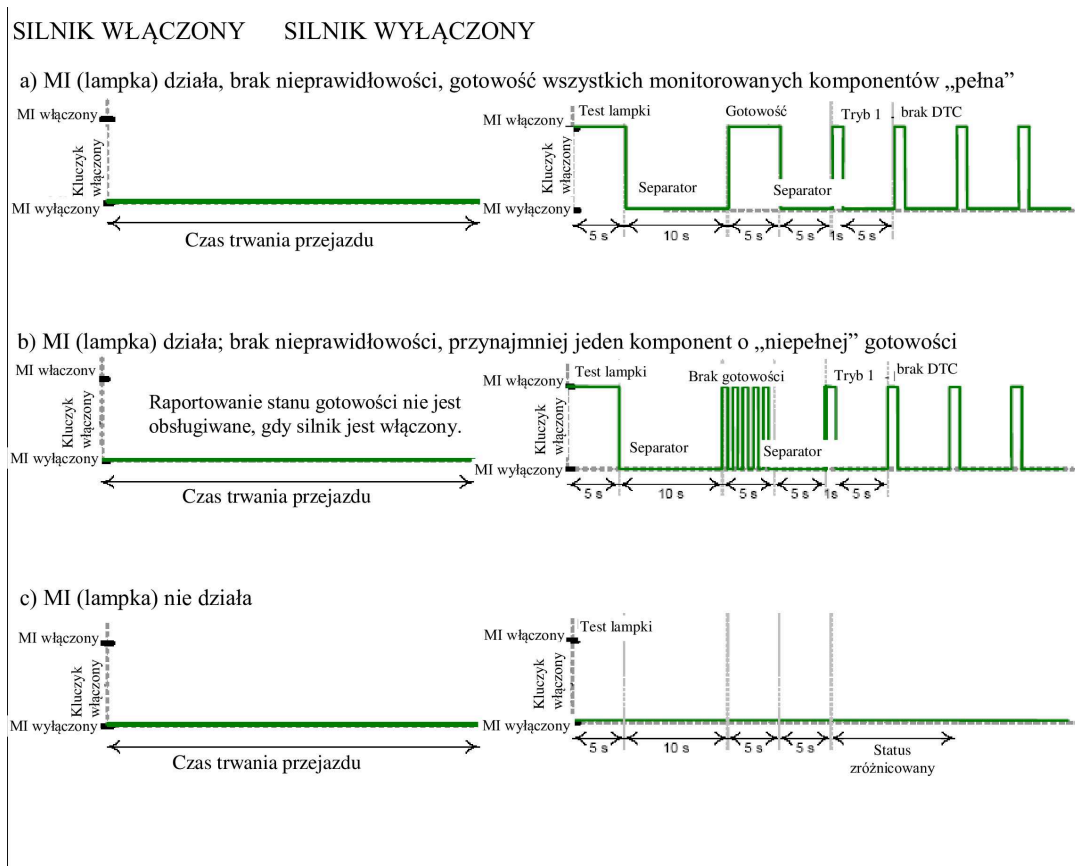 SILNIK WŁĄCZONY SILNIK WYŁĄCZONY
a) MI (lampka) działa, brak nieprawidłowości, gotowość wszystkich monitorowanych komponentów „pełna”
MI włączony
Kluczyk
włączony
MI wyłączony
Czas trwania przejazdu
MI włączony
Kluczyk
włączony
MI wyłączony
Test lampki
Separator
Gotowość
Separator
Tryb 1
brak DTC
5 s
10 s
5 s
5 s
1s
5 s
b) MI (lampka) działa; brak nieprawidłowości, przynajmniej jeden komponent o „niepełnej” gotowości
MI włączony
Kluczyk
włączony
MI wyłączony
Raportowanie stanu gotowości nie jest
obsługiwane, gdy silnik jest włączony.
Czas trwania przejazdu
MI włączony
Kluczyk
włączony
MI wyłączony
Test lampki
Separator
Brak gotowości
Separator
Tryb 1
brak DTC
5 s
10 s
5 s
5 s
1s
5 s
c) MI (lampka) nie działa
MI włączony
Kluczyk
włączony
MI wyłączony
Czas trwania przejazdu
MI włączony
Kluczyk
włączony
MI wyłączony
Test lampki
5 s
10 s
5 s
5 s
Status
zróżnicowany